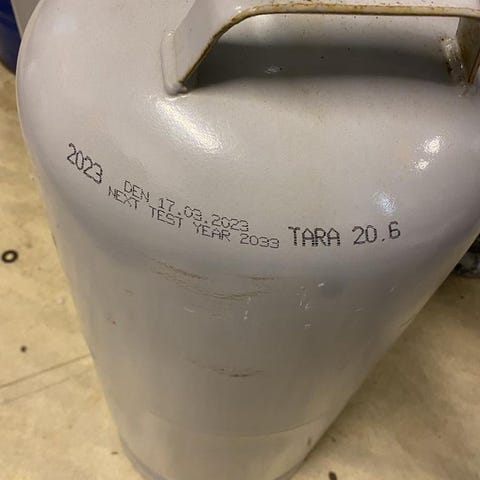 2023
DEN 17.03.2023
NEXT TEST YEAR 2033
TARA 20.6